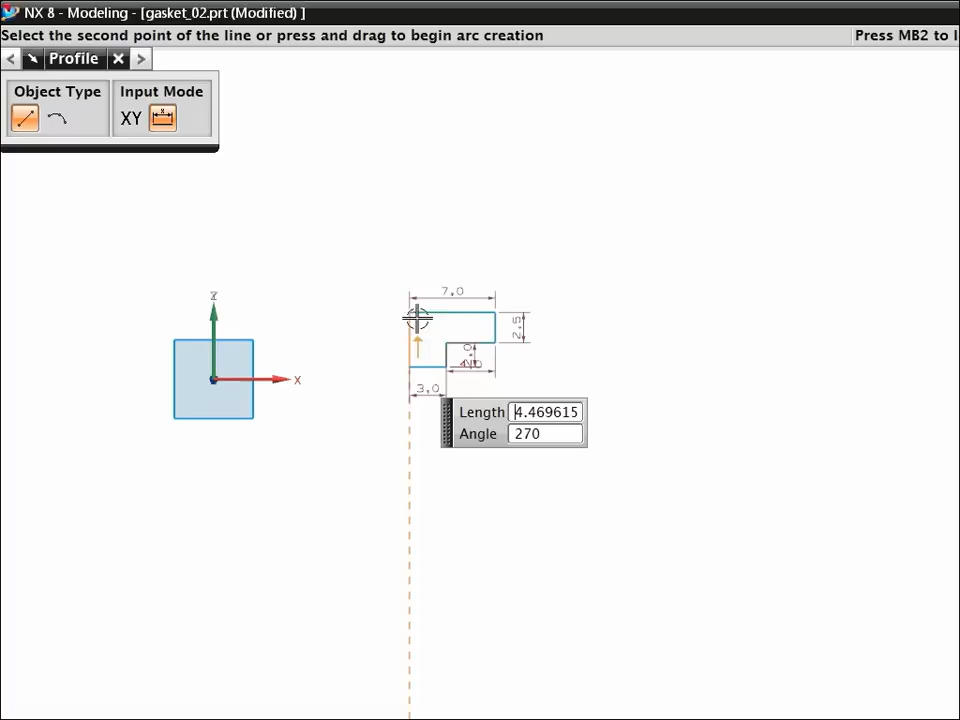 NX 8 - Modeling - [gasket_02.prt (Modified) ]
Select the second point of the line or press and drag to begin arc creation
Press MB2 to
< Profile X >
Object Type
Input Mode
XY
Z
X
7,0
2,5
2,0
3,0
Length 4.469615
Angle 270